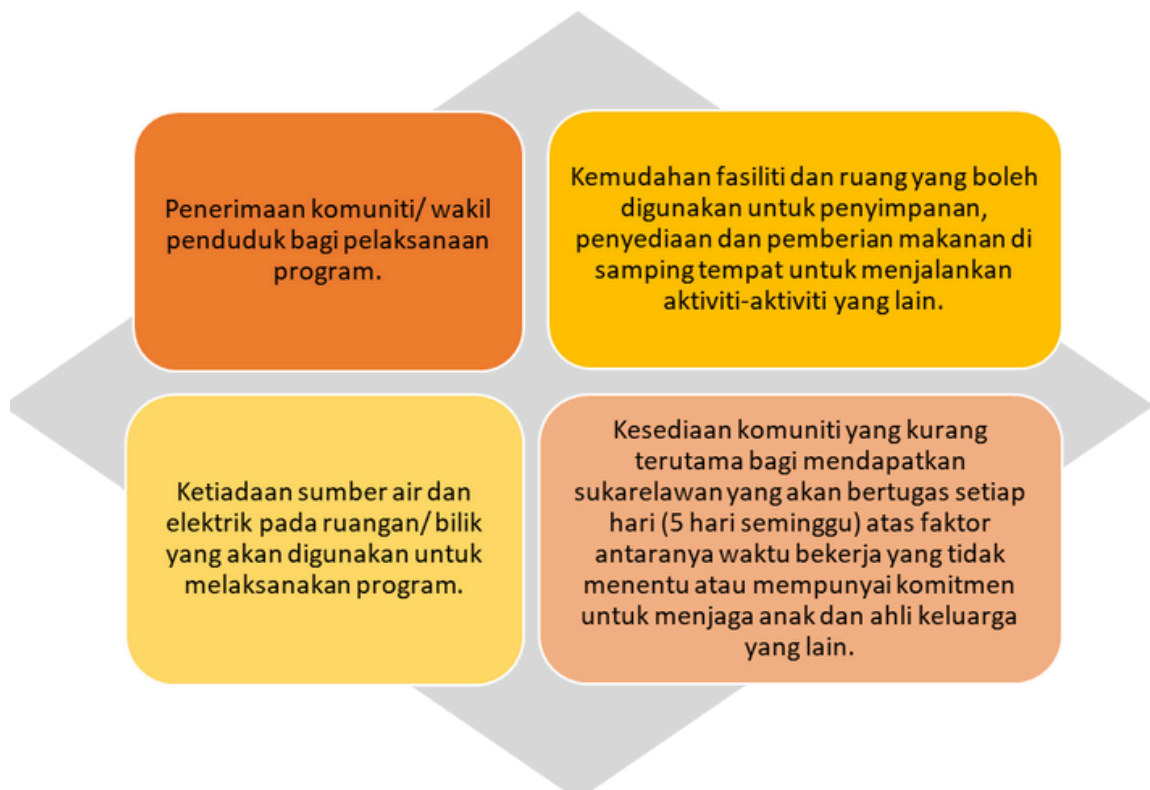 Penerimaan komuniti/ wakil
penduduk bagi pelaksanaan
program.
Kemudahan fasiliti dan ruang yang boleh
digunakan untuk penyimpanan,
penyediaan dan pemberian makanan di
samping tempat untuk menjalankan
aktiviti-aktiviti yang lain.
Ketiadaan sumber air dan
elektrik pada ruangan/ bilik
yang akan digunakan untuk
melaksanakan program.
Kesediaan komuniti yang kurang
terutama bagi mendapatkan
sukarelawan yang akan bertugas setiap
hari (5 hari seminggu) atas faktor
antaranya waktu bekerja yang tidak
menentu atau mempunyai komitmen
untuk menjaga anak dan ahli keluarga
yang lain.